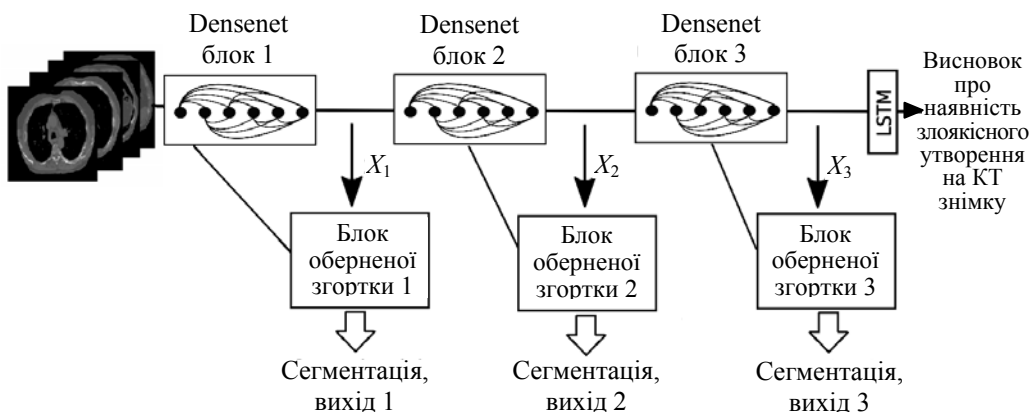 Densenet
блок 1
Densenet
блок 2
Densenet
блок 3
LSTM
Висновок
про
наявність
злоякісного
утворення
на КТ
знімку
X₁
X₂
X₃
Блок
оберненої
згортки 1
Блок
оберненої
згортки 2
Блок
оберненої
згортки 3
Сегментація,
вихід 1
Сегментація,
вихід 2
Сегментація,
вихід 3